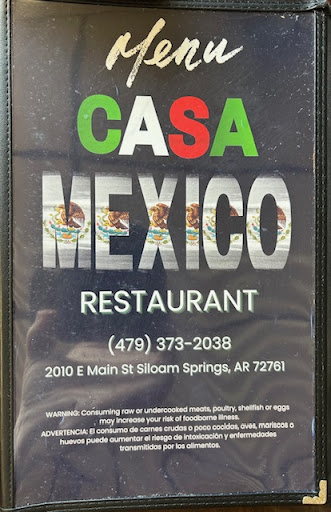 Menu
CASA
MEXICO
RESTAURANT
(479) 373-2038
2010 E Main St Siloam Springs, AR 72761
WARNING: Consuming raw or undercooked meats, poultry, shellfish or eggs
may increase your risk of foodborne illness.
ADVERTENCIA: El consumo de carnes crudas o poco cocidas, aves, mariscos o
huevos puede aumentar el riesgo de intoxicación y enfermedades
transmitidas por los alimentos.